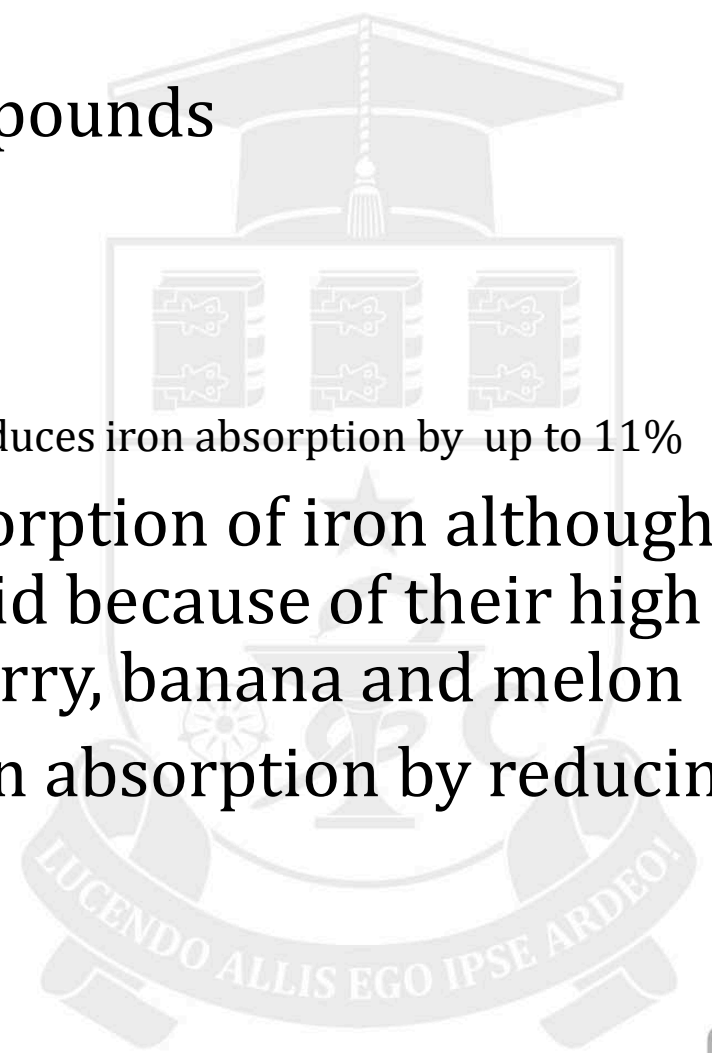 pounds
duces iron absorption by  up to 11%
orption of iron although
id because of their high
rry, banana and melon
n absorption by reducin
LUCENDO ALLIS EGO IPSE ARDEO!